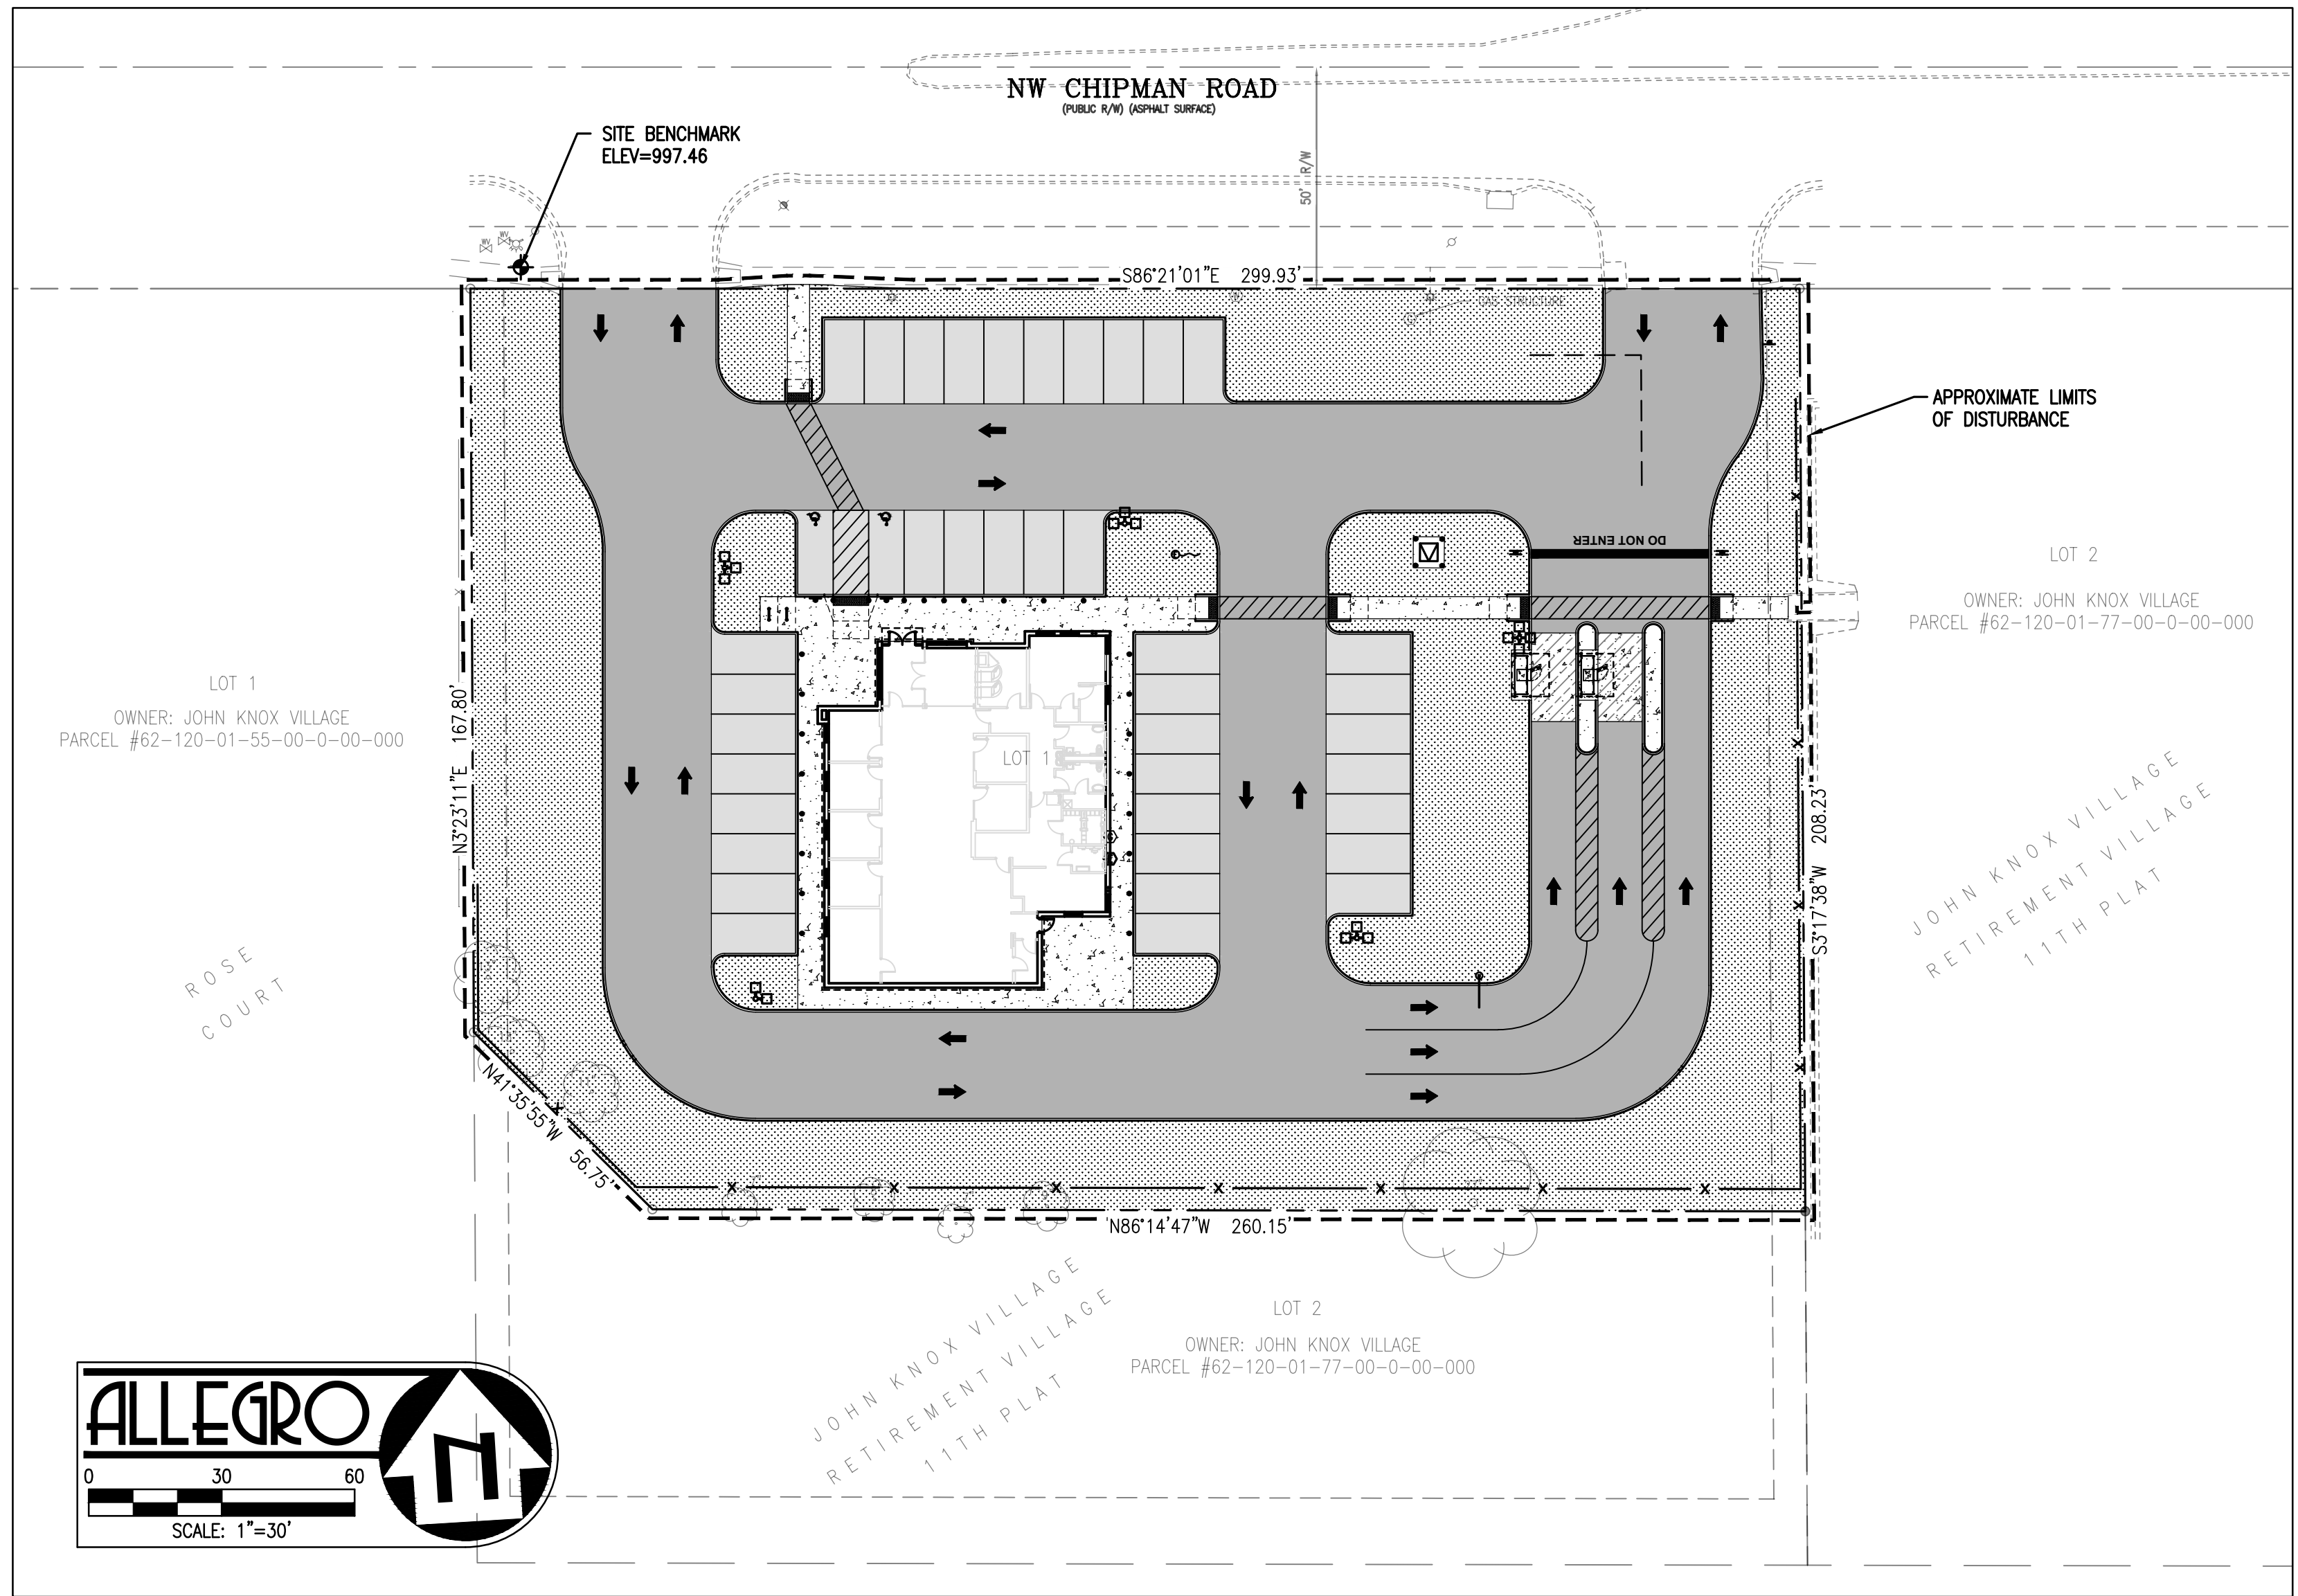 NW CHIPMAN ROAD
(PUBLIC R/W) (ASPHALT SURFACE)
SITE BENCHMARK
ELEV=997.46
50' R/W
WV
WV
S86°21'01"E 299.93'
GAS STRUCTURE
APPROXIMATE LIMITS
OF DISTURBANCE
DO NOT ENTER
LOT 2
OWNER: JOHN KNOX VILLAGE
PARCEL #62-120-01-77-00-0-00-000
LOT 1
OWNER: JOHN KNOX VILLAGE
PARCEL #62-120-01-55-00-0-00-000
N3°23'11"E 167.80'
LOT 1
S3°17'38"W 208.23'
JOHN KNOX VILLAGE
RETIREMENT VILLAGE
11TH PLAT
ROSE
COURT
N41°35'55"W 56.75'
N86°14'47"W 260.15'
JOHN KNOX VILLAGE
RETIREMENT VILLAGE
11TH PLAT
LOT 2
OWNER: JOHN KNOX VILLAGE
PARCEL #62-120-01-77-00-0-00-000
ALLEGRO
N
0 30 60
SCALE: 1"=30'